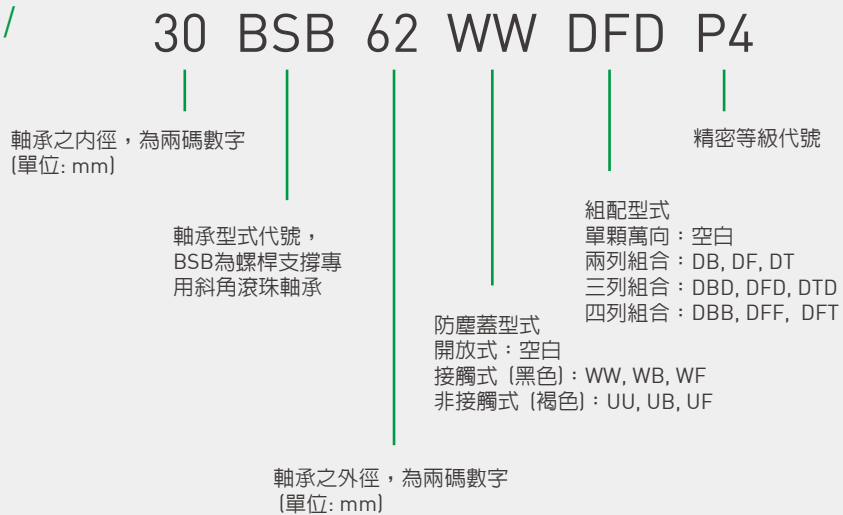 /
30 BSB 62 WW DFD P4
軸承之内徑，為兩碼數字
(單位: mm)
精密等級代號
軸承型式代號，
BSB為螺桿支撐專
用斜角滾珠軸承
組配型式
單顆萬向：空白
兩列組合：DB, DF, DT
三列組合：DBD, DFD, DTD
四列組合：DBB, DFF, DFT
防塵蓋型式
開放式：空白
接觸式 (黑色)：WW, WB, WF
非接觸式 (褐色)：UU, UB, UF
軸承之外徑，為兩碼數字
(單位: mm)